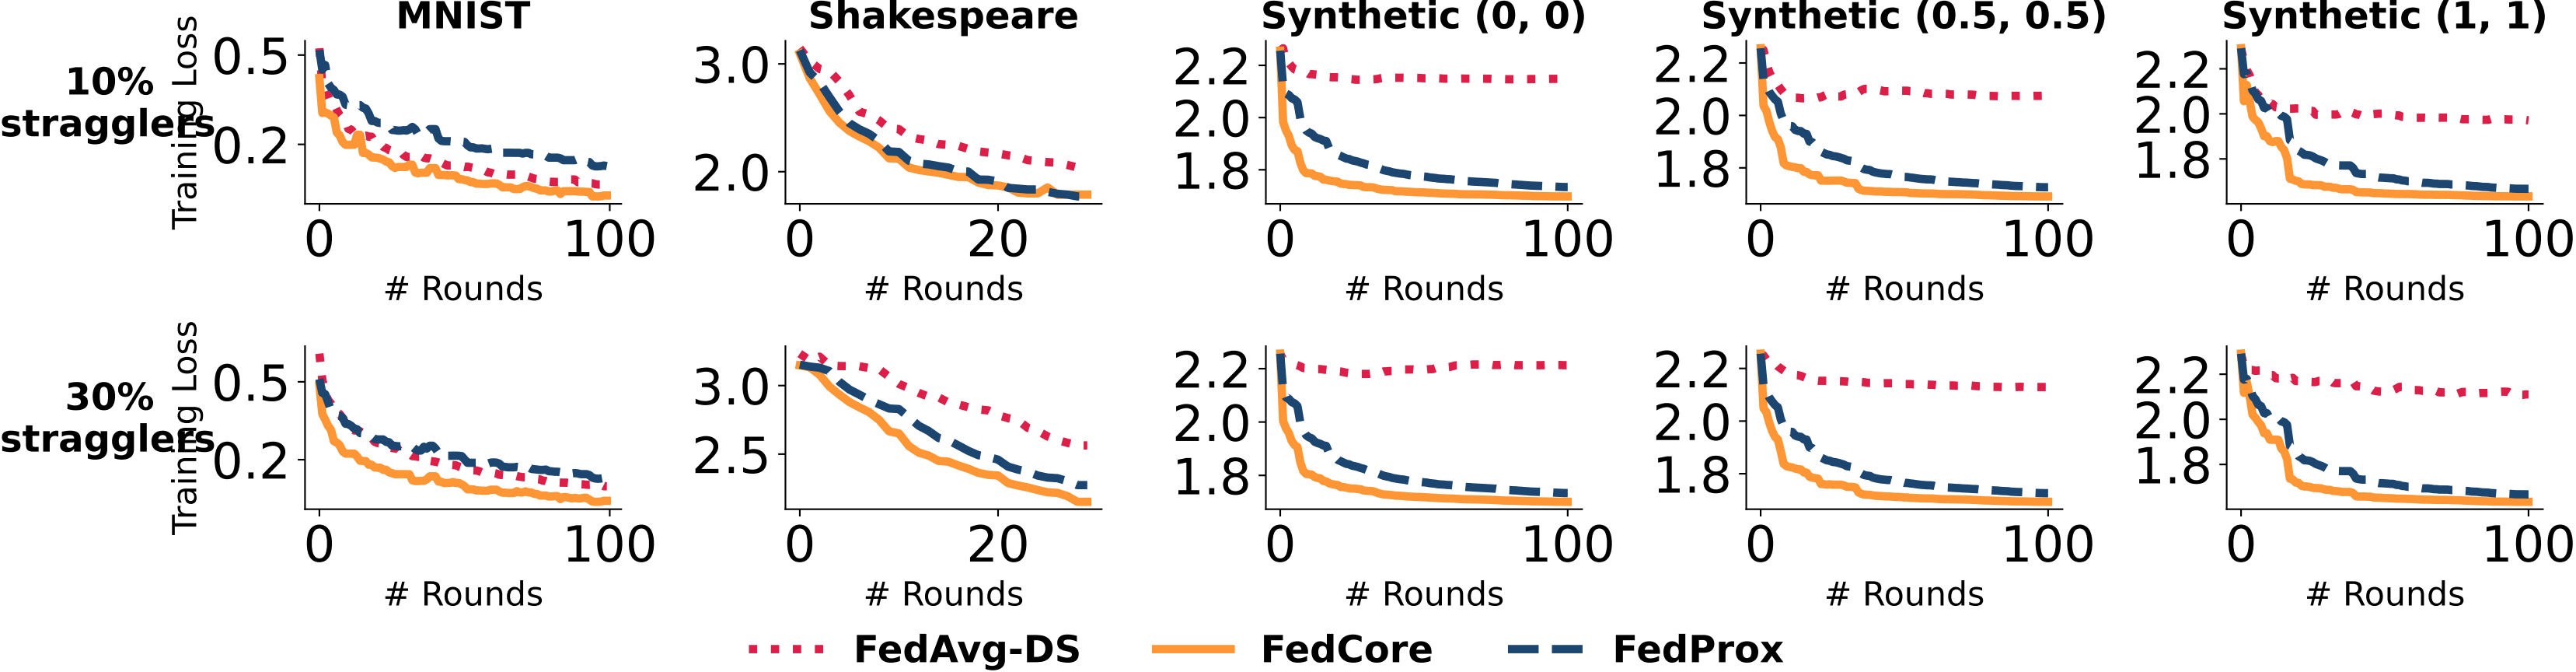 MNIST Shakespeare Synthetic (0, 0) Synthetic (0.5, 0.5) Synthetic (1, 1)
10%
stragglers
Training Loss
0.5
0.2
0 100
# Rounds
3.0
2.0
0 20
# Rounds
2.2
2.0
1.8
0 100
# Rounds
2.2
2.0
1.8
0 100
# Rounds
2.2
2.0
1.8
0 100
# Rounds
30%
stragglers
Training Loss
0.5
0.2
0 100
# Rounds
3.0
2.5
0 20
# Rounds
2.2
2.0
1.8
0 100
# Rounds
2.2
2.0
1.8
0 100
# Rounds
2.2
2.0
1.8
0 100
# Rounds
FedAvg-DS FedCore FedProx